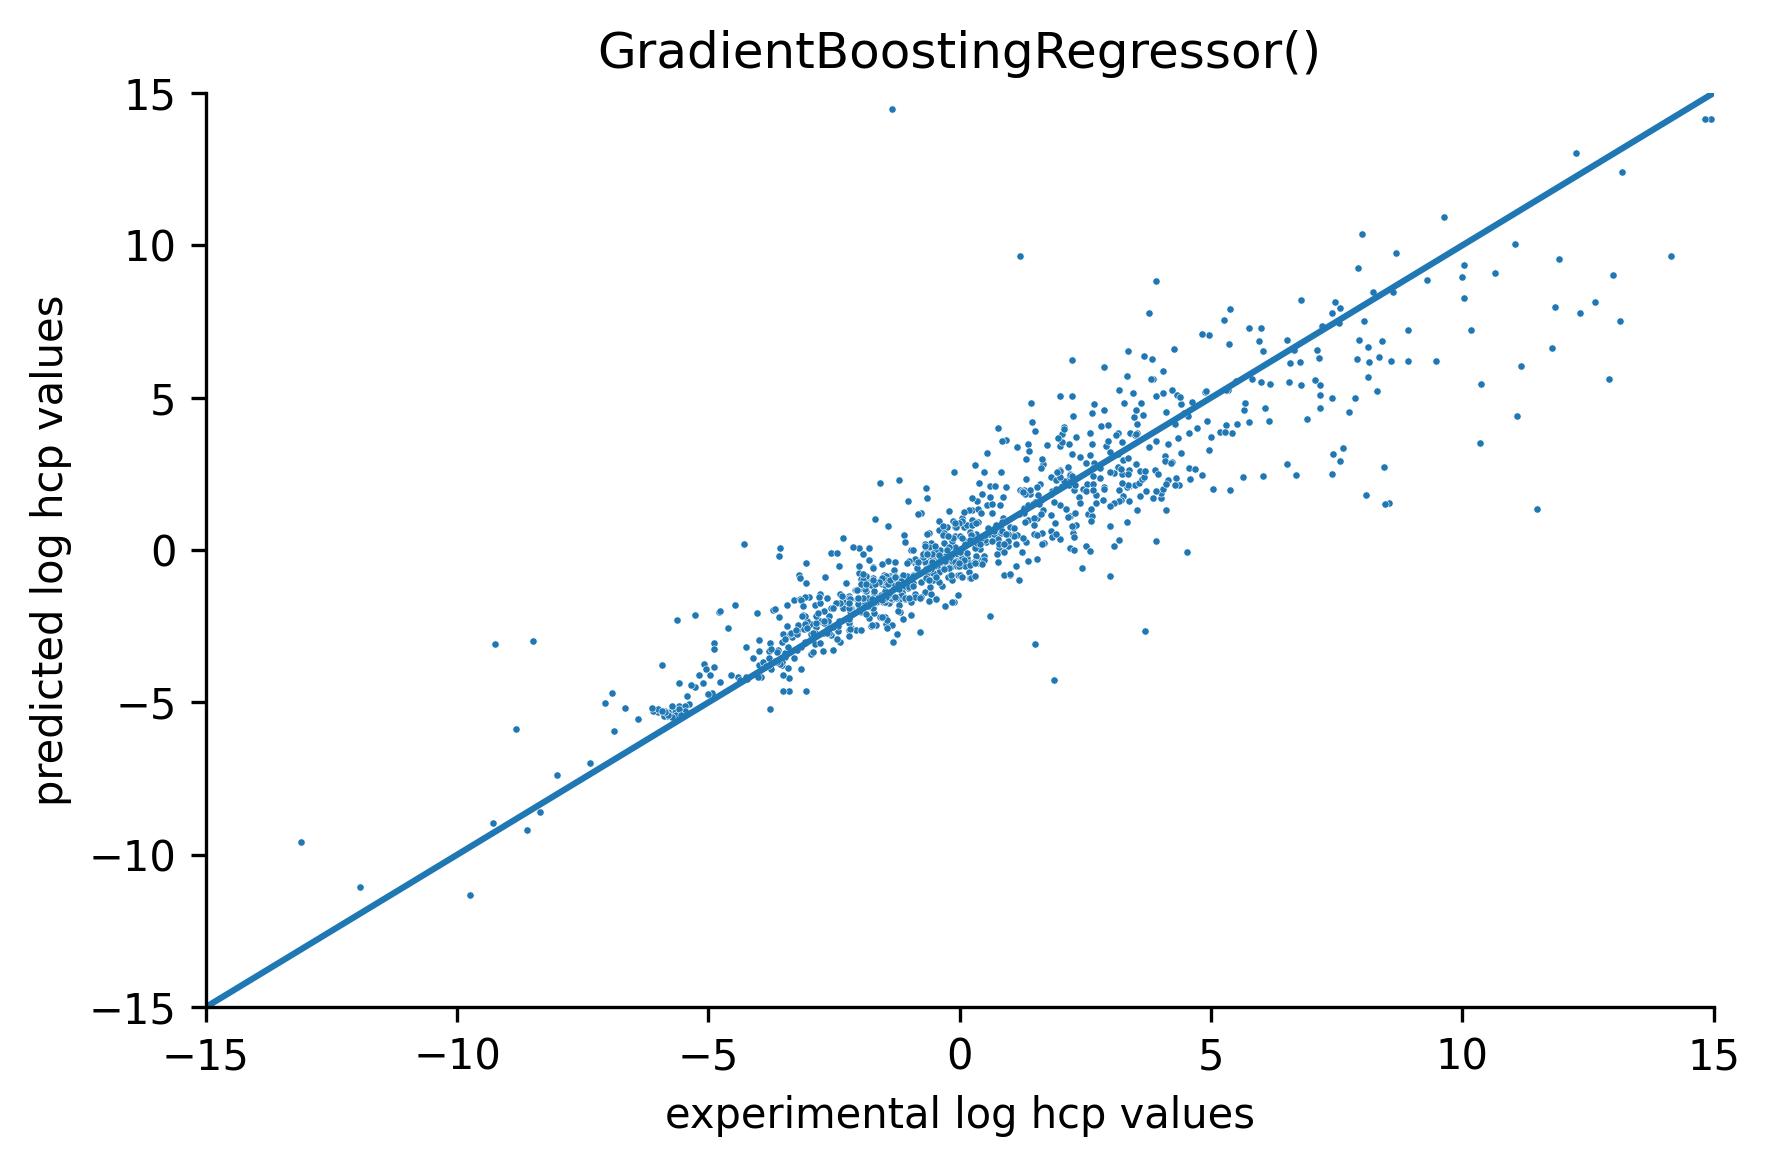 GradientBoostingRegressor()
15
10
5
0
−5
−10
−15
predicted log hcp values
−15 −10 −5 0 5 10 15
experimental log hcp values